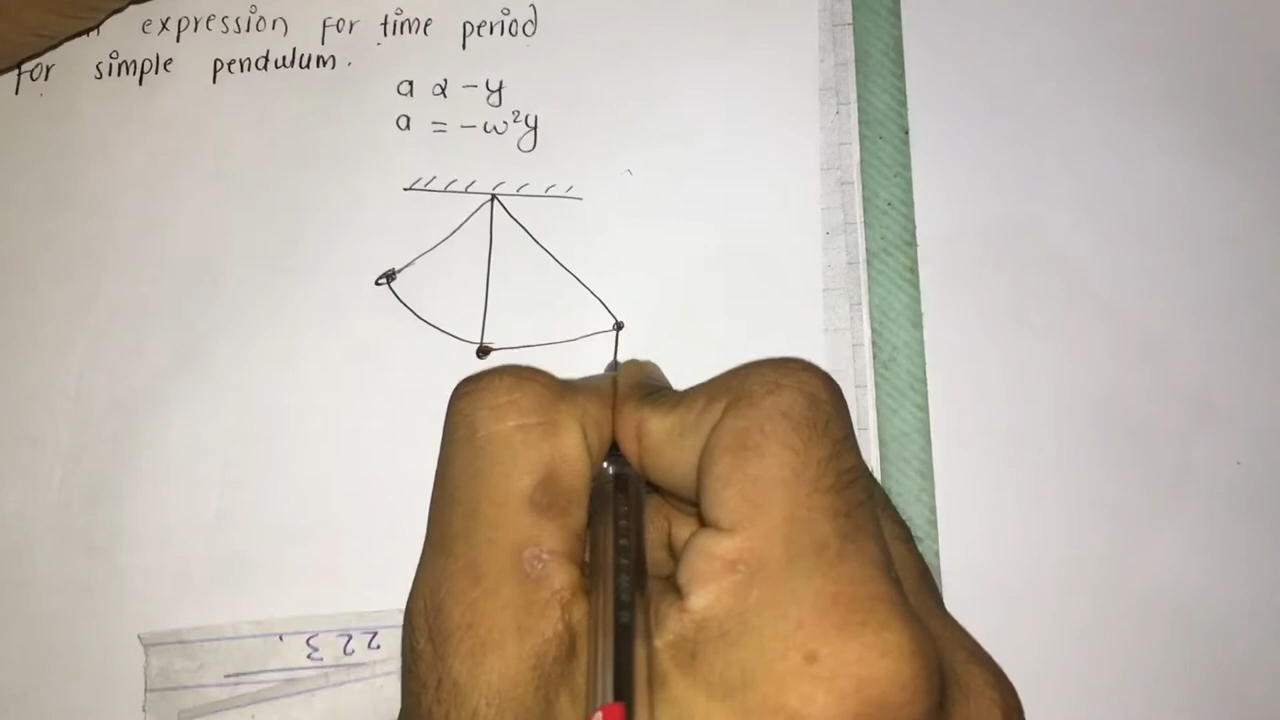 expression for time period
for simple pendulum.
a α -y
a = -ω²y
223.